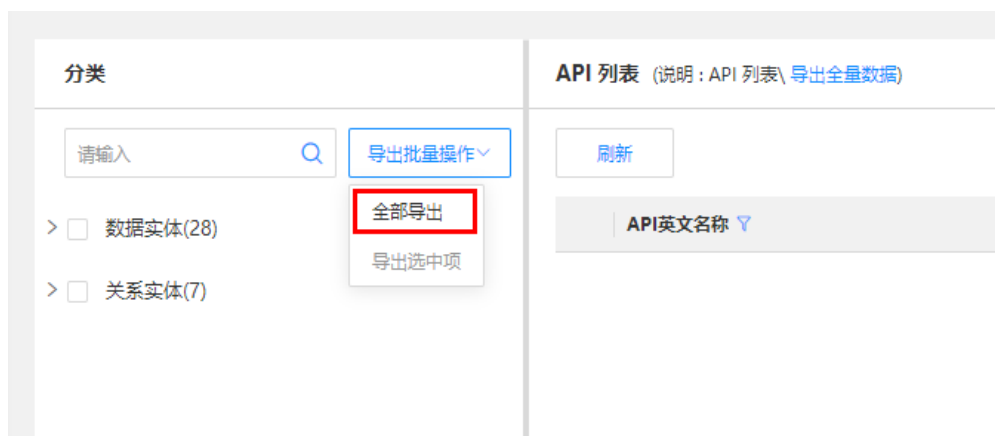 分类
API 列表 (说明 : API 列表\ 导出全量数据)
请输入
导出批量操作
刷新
全部导出
导出选中项
API英文名称
数据实体(28)
关系实体(7)